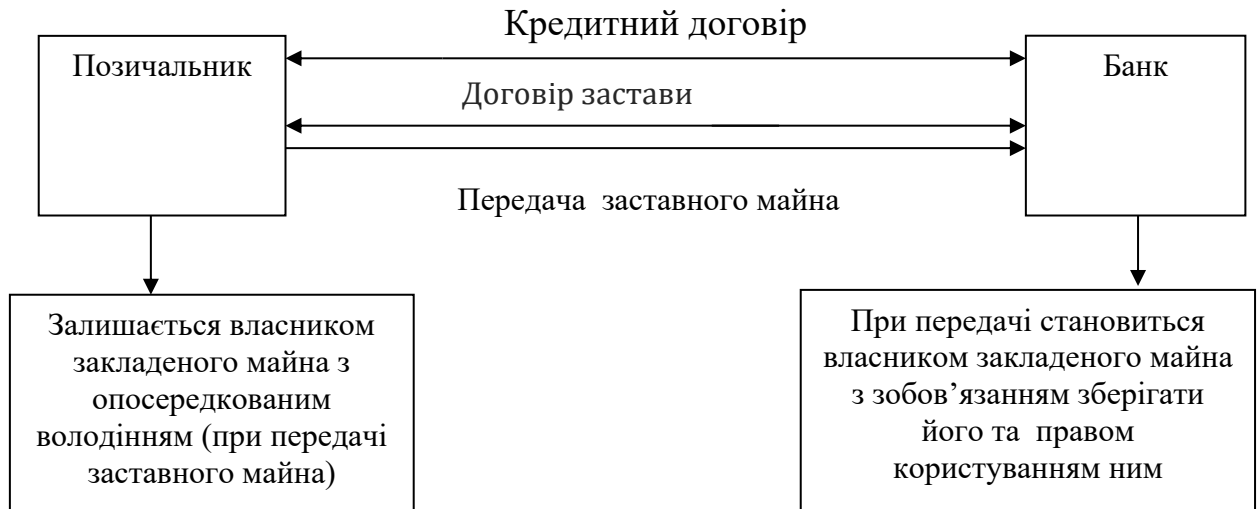 Кредитний договір
Позичальник
Банк
Договір застави
Передача заставного майна
Залишається власником
закладеного майна з
опосередкованим
володінням (при передачі
заставного майна)
При передачі становиться
власником закладеного майна
з зобов’язанням зберігати
його та правом
користуванням ним